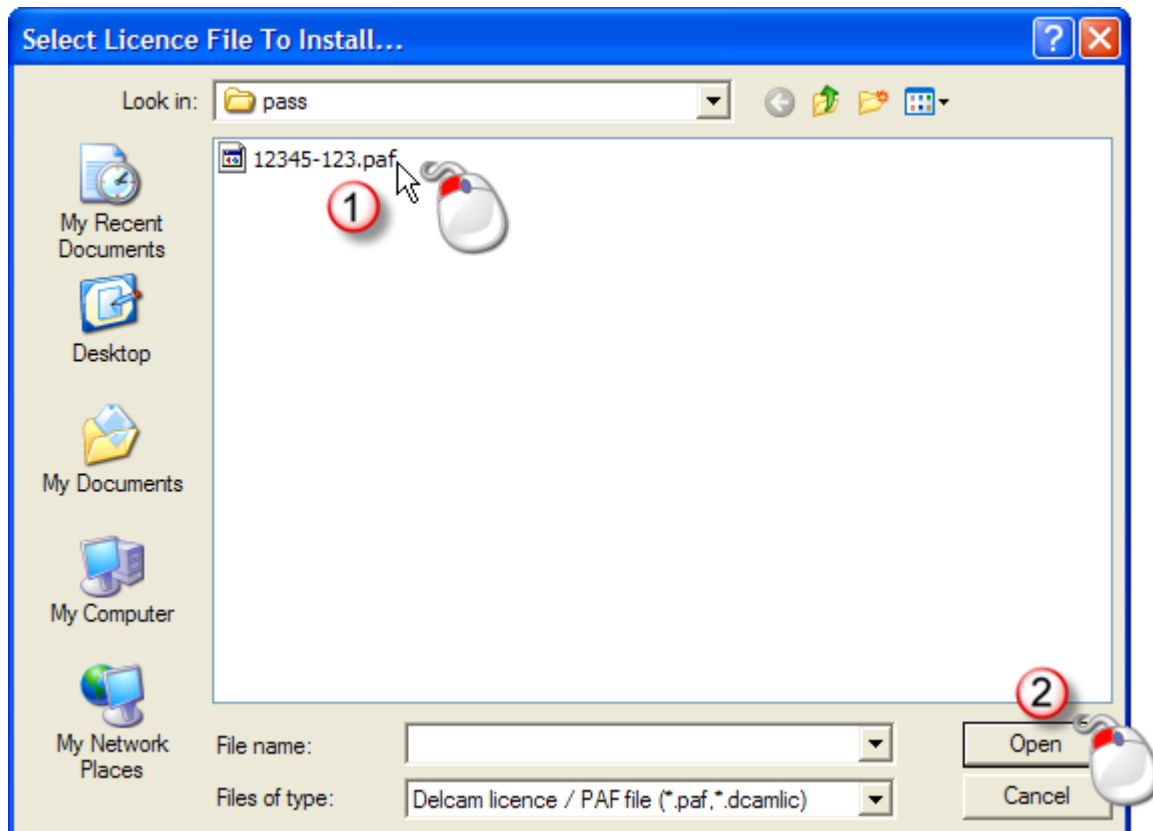 Select Licence File To Install...
Look in:
pass
12345-123.paf
1
My Recent
Documents
Desktop
My Documents
My Computer
My Network
Places
2
File name:
Open
Files of type:
Delcam licence / PAF file (*.paf,*.dcamlic)
Cancel